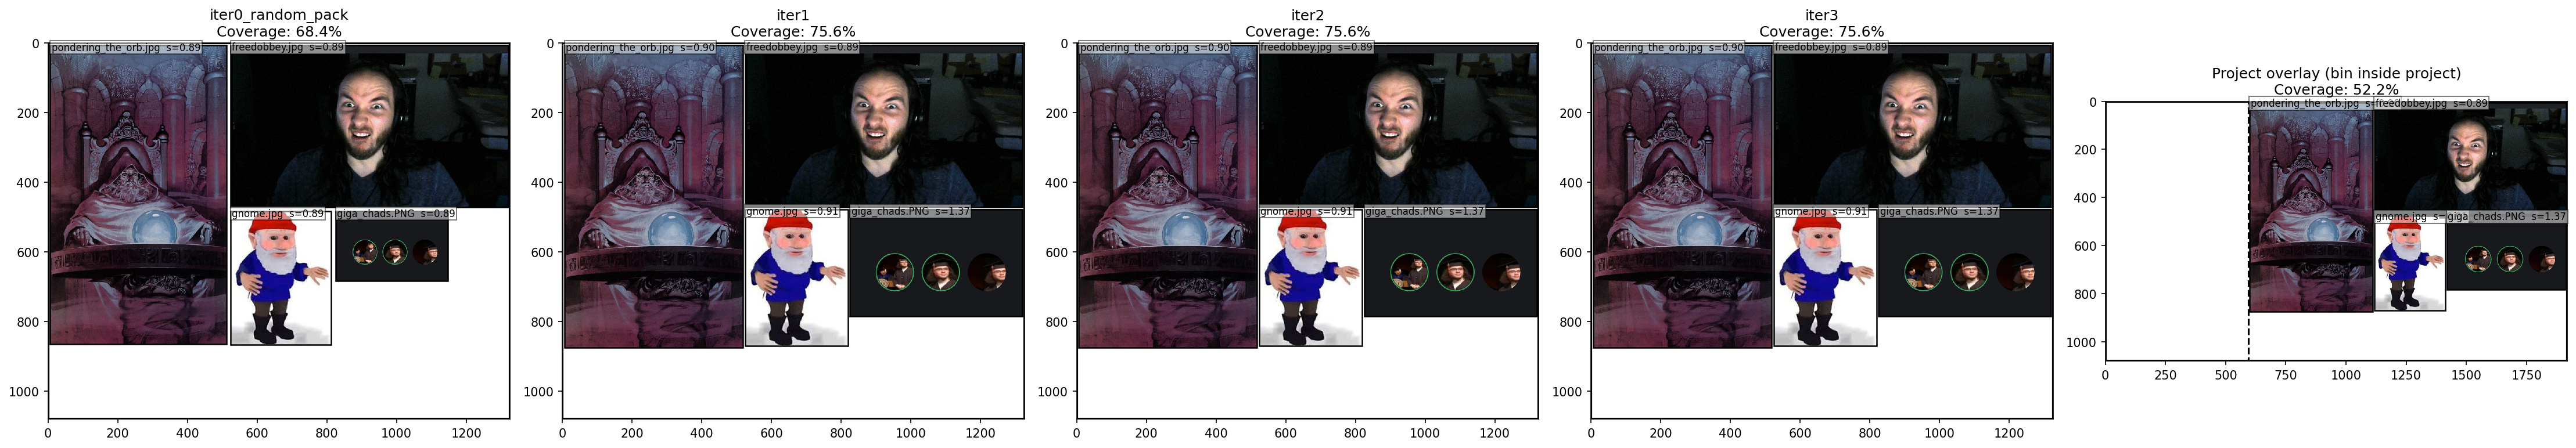 iter0_random_pack
Coverage: 68.4%
pondering_the_orb.jpg s=0.89
freedobbey.jpg s=0.89
gnome.jpg s=0.89
giga_chads.PNG s=0.89
0
200
400
600
800
1000
0
200
400
600
800
1000
1200
iter1
Coverage: 75.6%
pondering_the_orb.jpg s=0.90
freedobbey.jpg s=0.89
gnome.jpg s=0.91
giga_chads.PNG s=1.37
0
200
400
600
800
1000
0
200
400
600
800
1000
1200
iter2
Coverage: 75.6%
pondering_the_orb.jpg s=0.90
freedobbey.jpg s=0.89
gnome.jpg s=0.91
giga_chads.PNG s=1.37
0
200
400
600
800
1000
0
200
400
600
800
1000
1200
iter3
Coverage: 75.6%
pondering_the_orb.jpg s=0.90
freedobbey.jpg s=0.89
gnome.jpg s=0.91
giga_chads.PNG s=1.37
0
200
400
600
800
1000
0
200
400
600
800
1000
1200
Project overlay (bin inside project)
Coverage: 52.2%
pondering_the_orb.jpg
freedobbey.jpg s=0.89
gnome.jpg
giga_chads.PNG s=1.37
0
200
400
600
800
1000
0
250
500
750
1000
1250
1500
1750